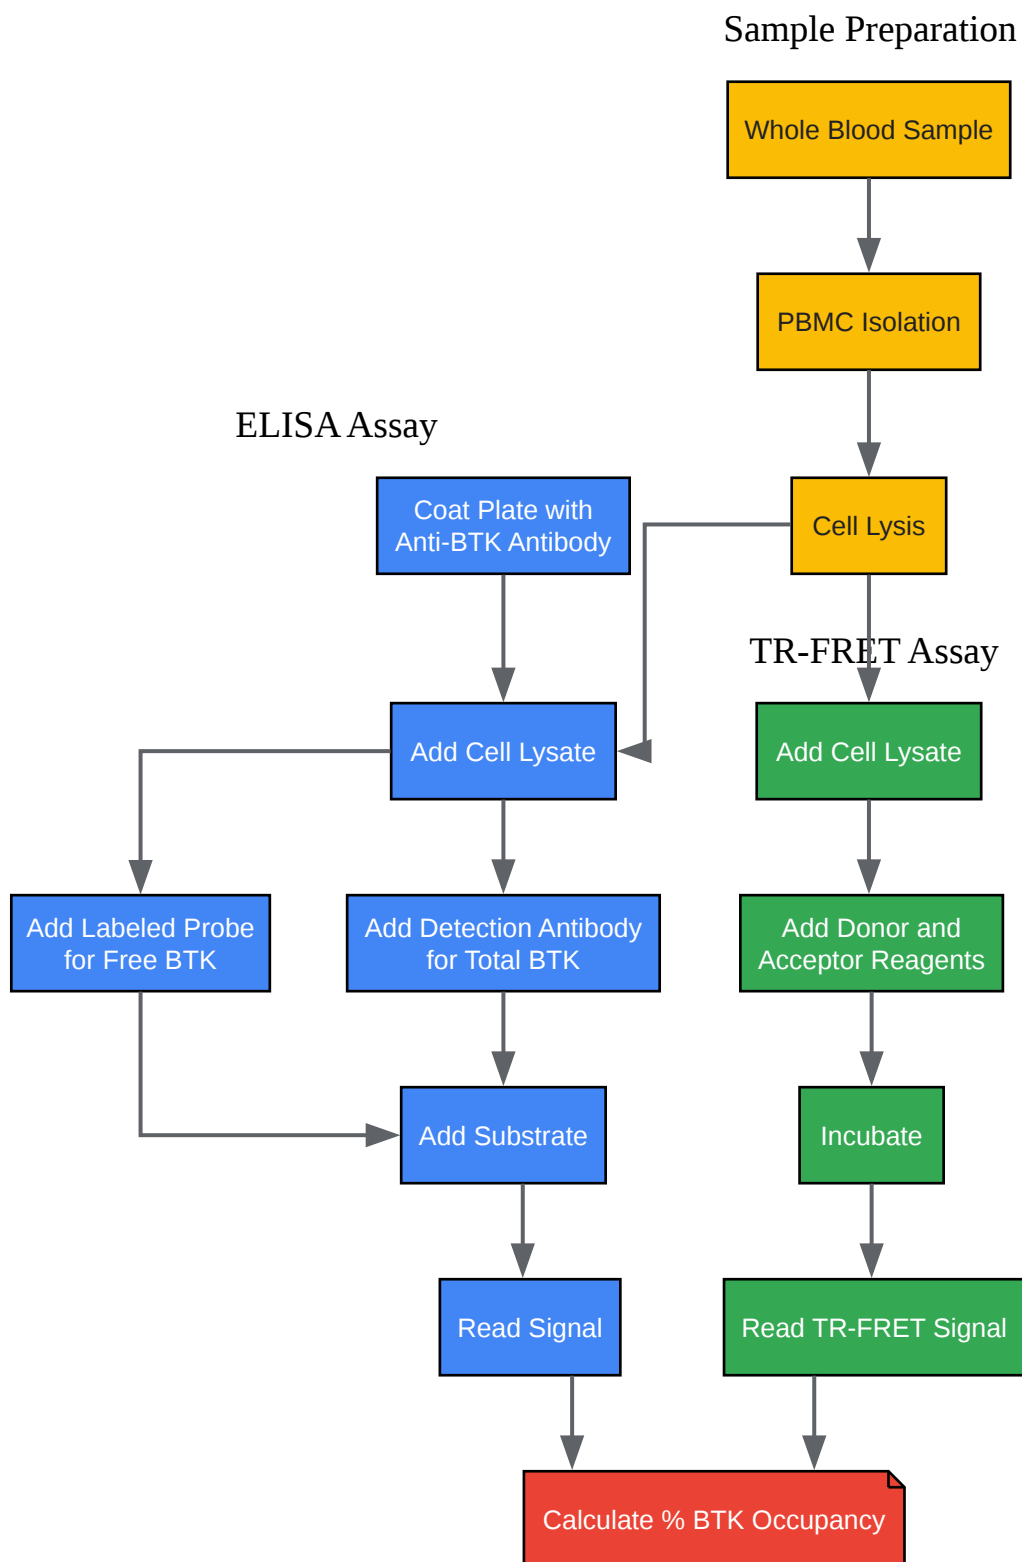 Sample Preparation
Whole Blood Sample
PBMC Isolation
ELISA Assay
Coat Plate with
Anti-BTK Antibody
Cell Lysis
TR-FRET Assay
Add Cell Lysate
Add Cell Lysate
Add Labeled Probe
for Free BTK
Add Detection Antibody
for Total BTK
Add Donor and
Acceptor Reagents
Add Substrate
Incubate
Read Signal
Read TR-FRET Signal
Calculate % BTK Occupancy